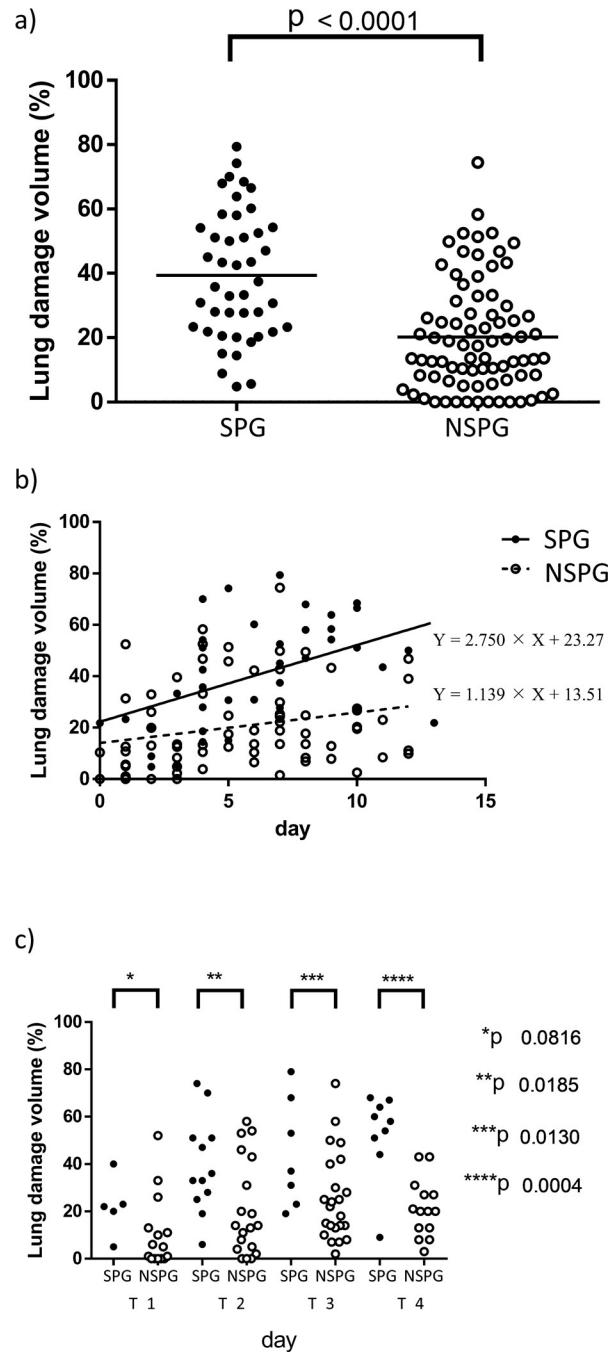 a)
p < 0.0001
Lung damage volume (%)
100
80
60
40
20
0
SPG NSPG
b)
Lung damage volume (%)
100
80
60
40
20
0
0 5 10 15
day
SPG
NSPG
Y = 2.750 × X + 23.27
Y = 1.139 × X + 13.51
c)
* ** *** ****
Lung damage volume (%)
100
80
60
40
20
0
SPG NSPG SPG NSPG SPG NSPG SPG NSPG
T 1 T 2 T 3 T 4
day
*p 0.0816
**p 0.0185
***p 0.0130
****p 0.0004